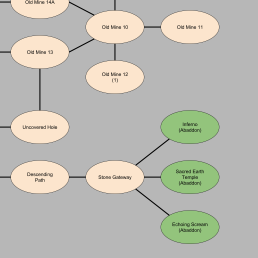 Old Mine 14A
Old Mine 10
Old Mine 11
Old Mine 13
Old Mine 12
(1)
Uncovered Hole
Inferno
(Abaddon)
Descending
Path
Stone Gateway
Sacred Earth
Temple
(Abaddon)
Echoing Scream
(Abaddon)